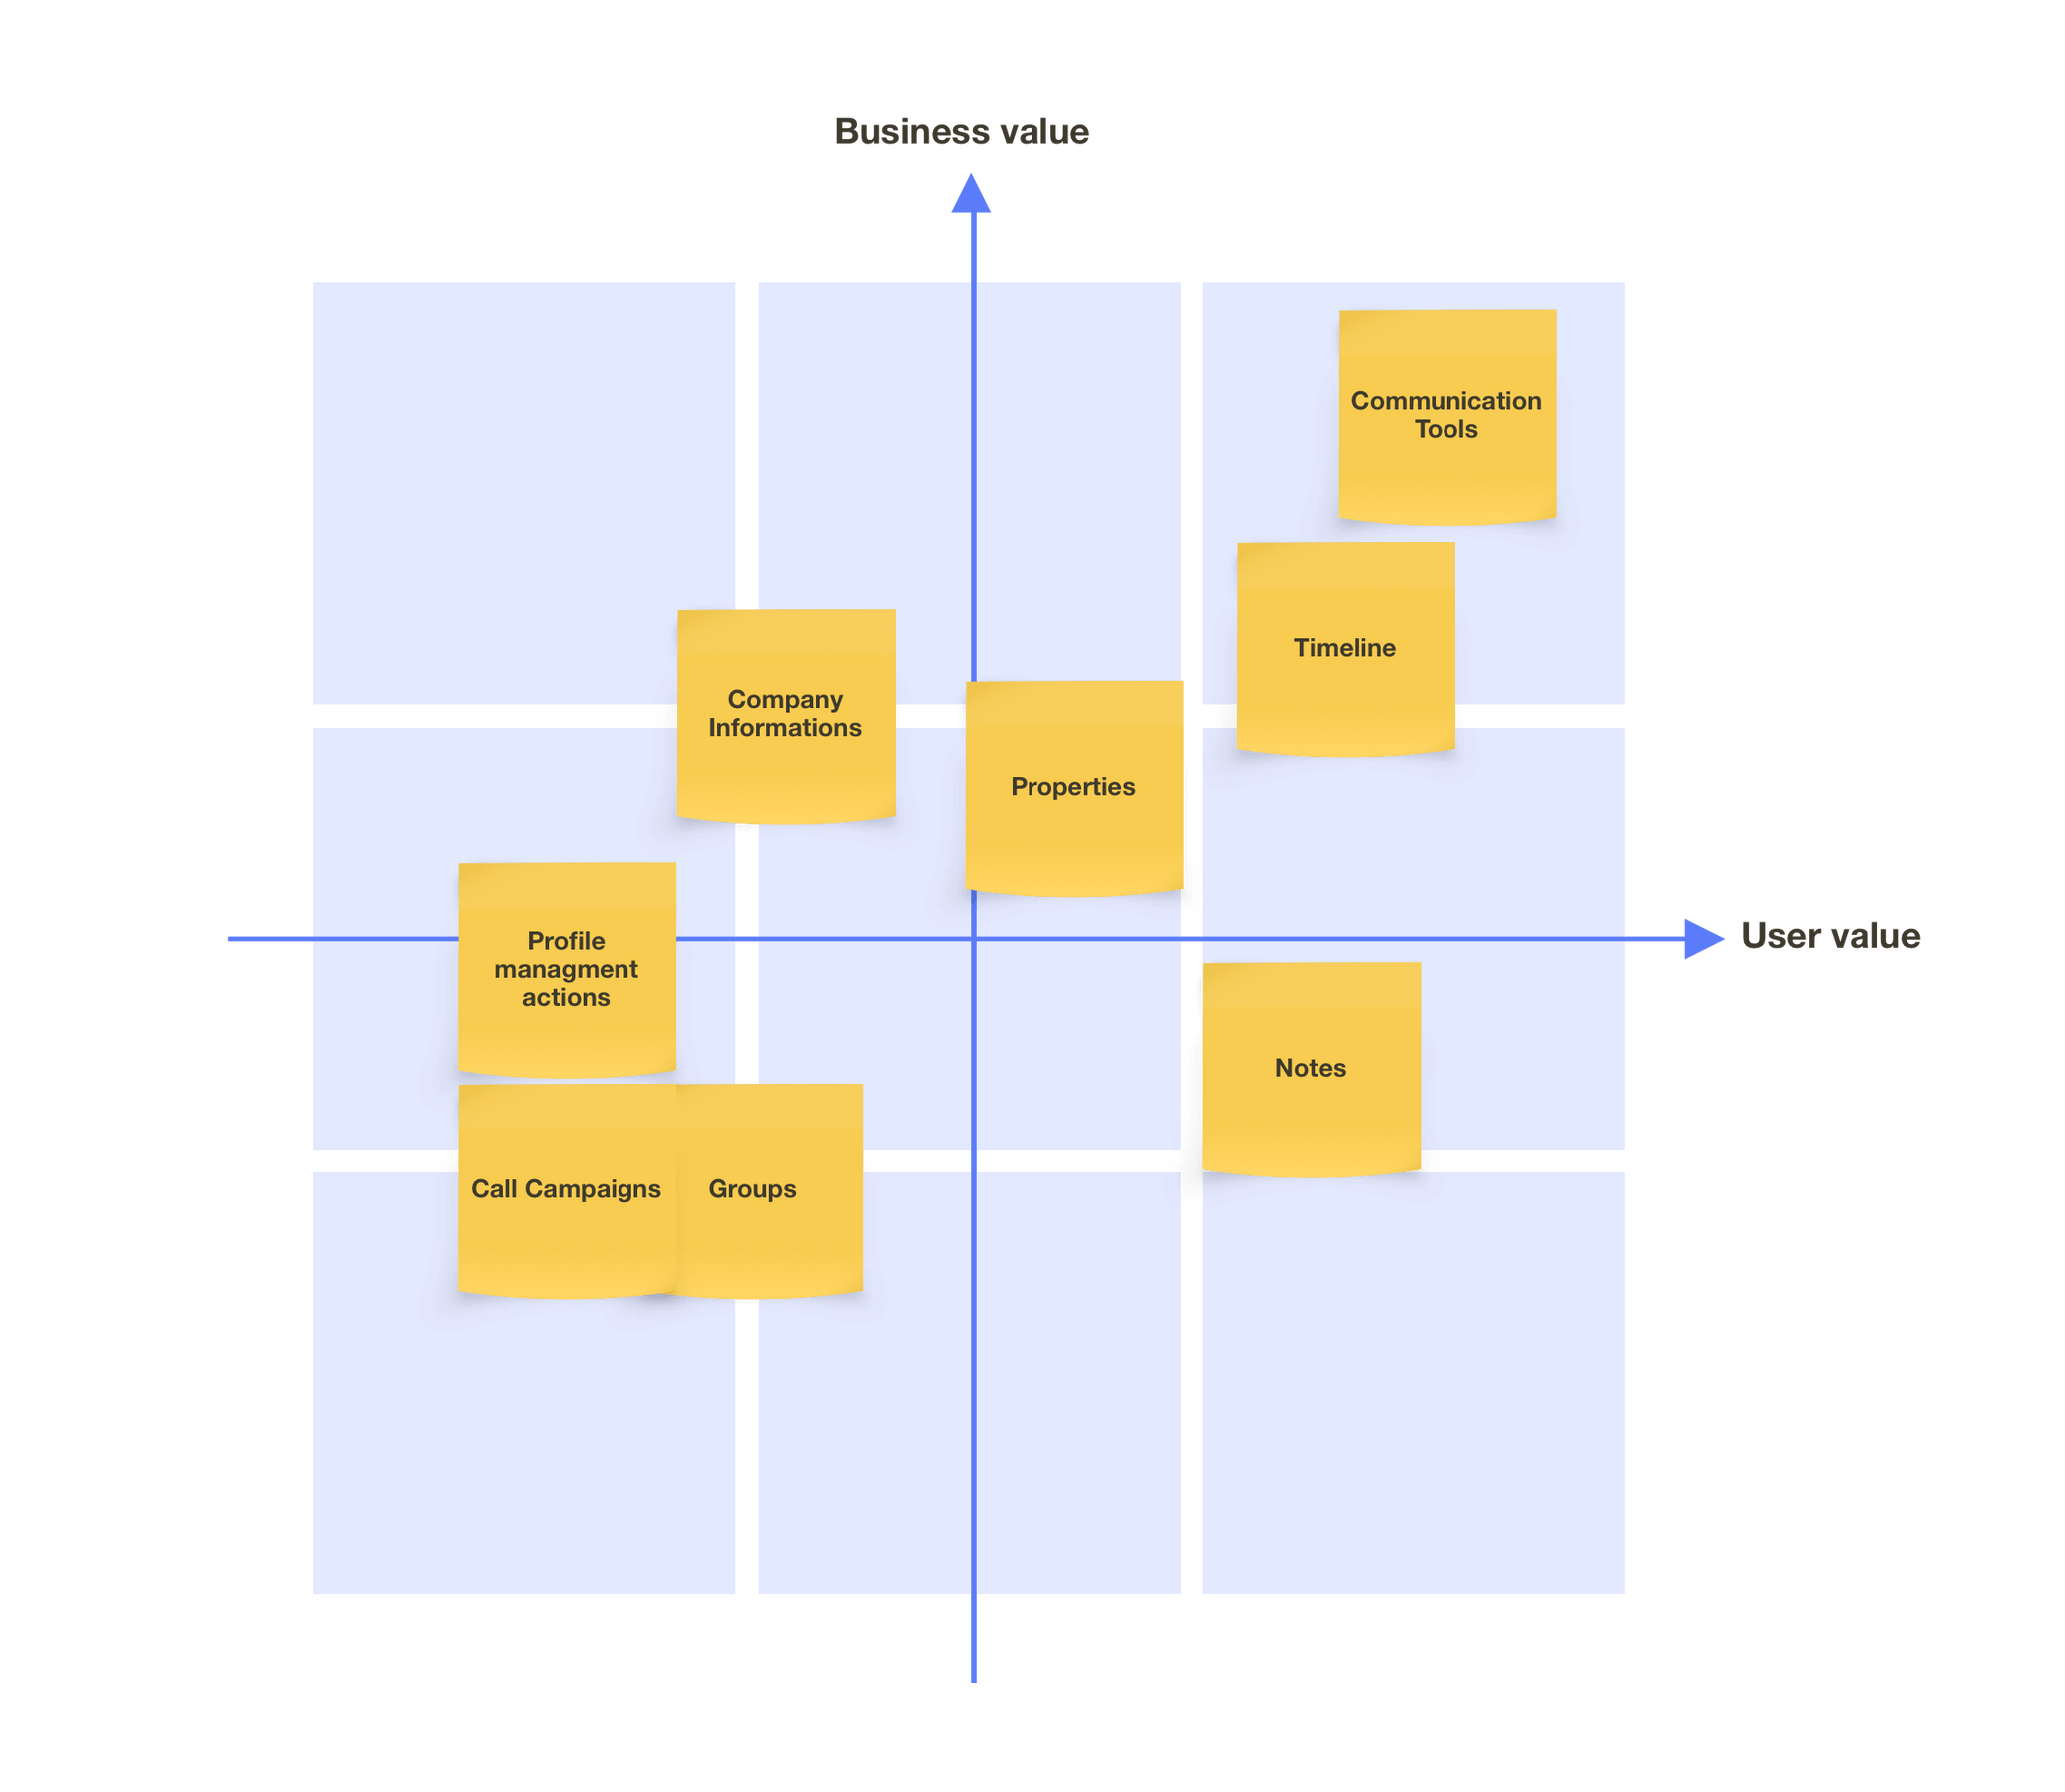 Business value
Communication
Tools
Timeline
Company
Informations
Properties
User value
Profile
managment
actions
Notes
Call Campaigns
Groups